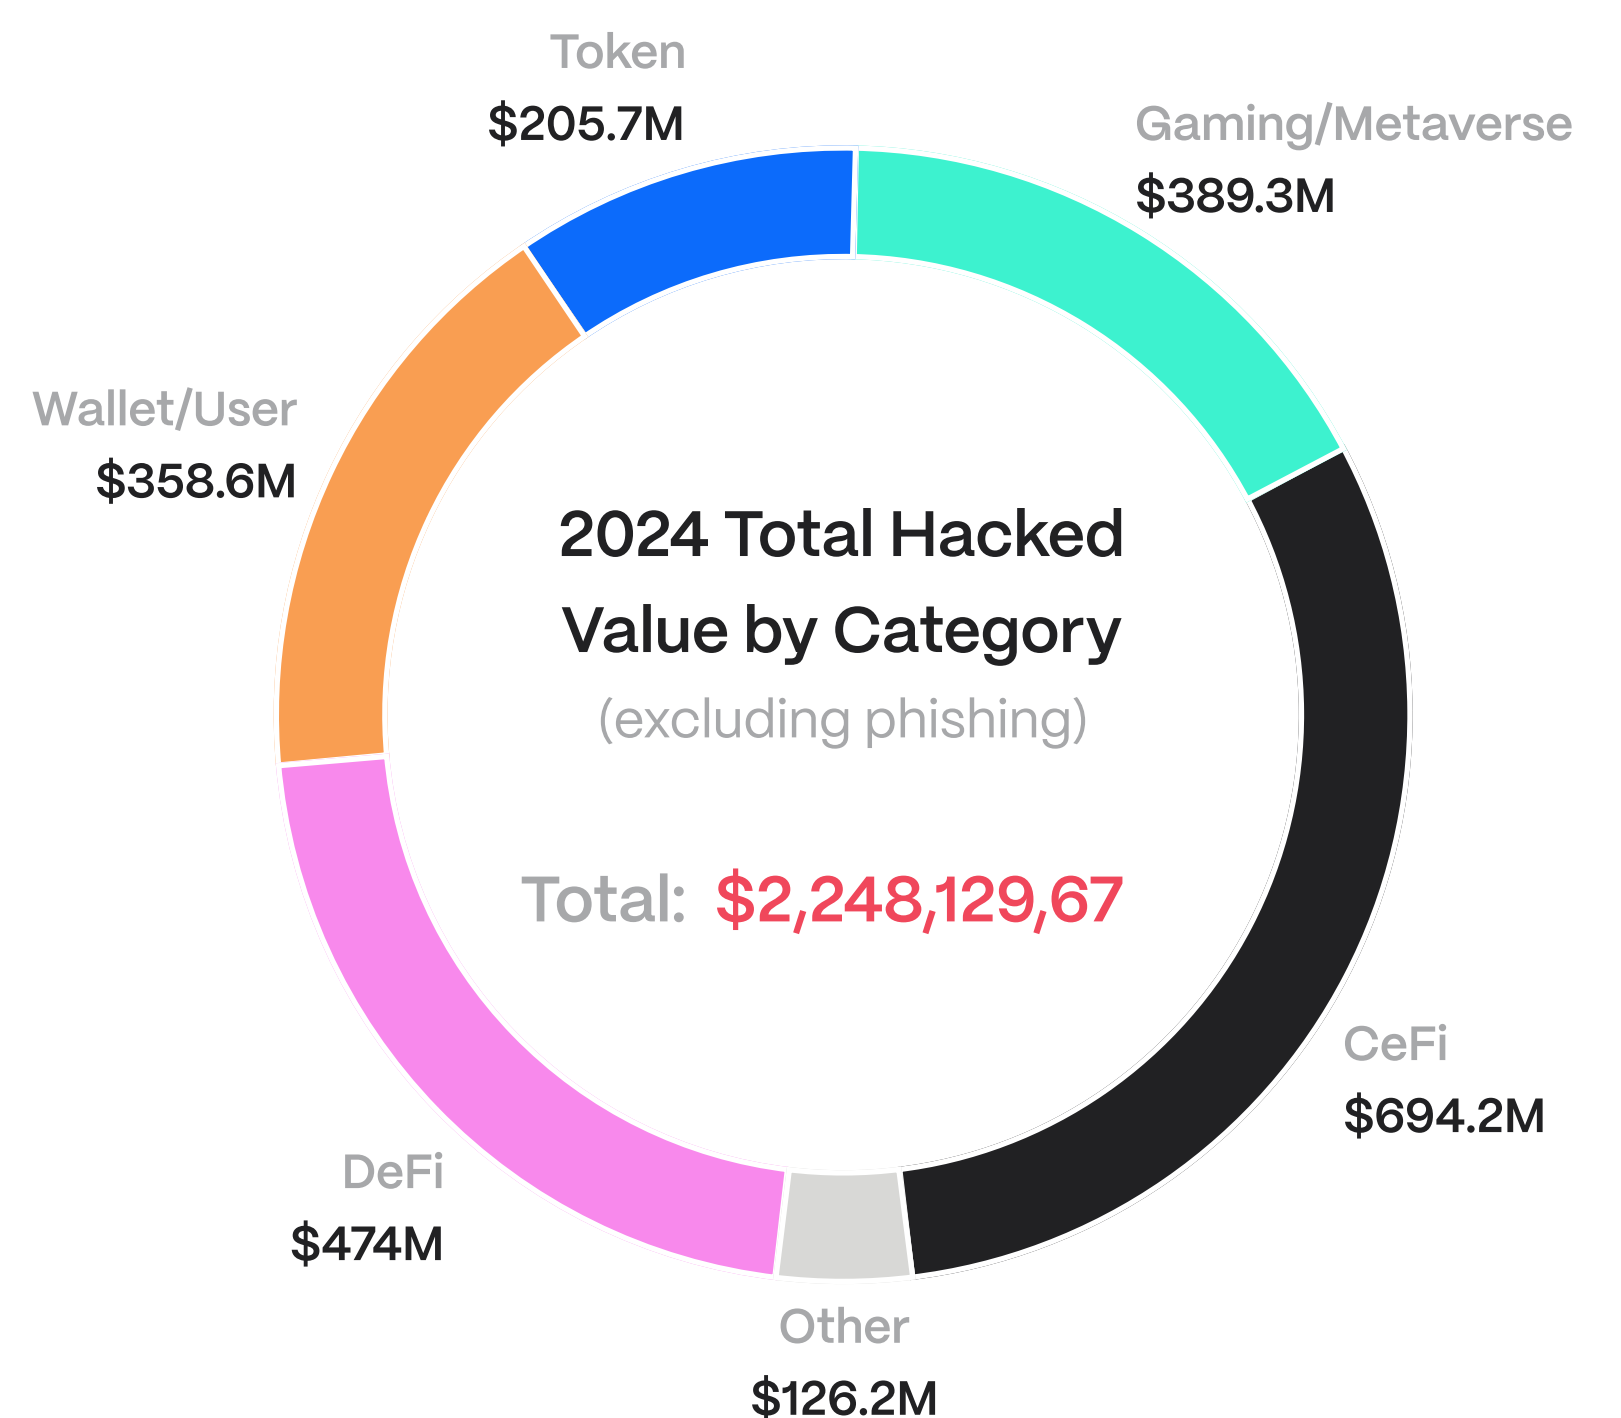 Token
$205.7M
Gaming/Metaverse
$389.3M
Wallet/User
$358.6M
2024 Total Hacked
Value by Category
(excluding phishing)
Total: $2,248,129,67
CeFi
$694.2M
DeFi
$474M
Other
$126.2M